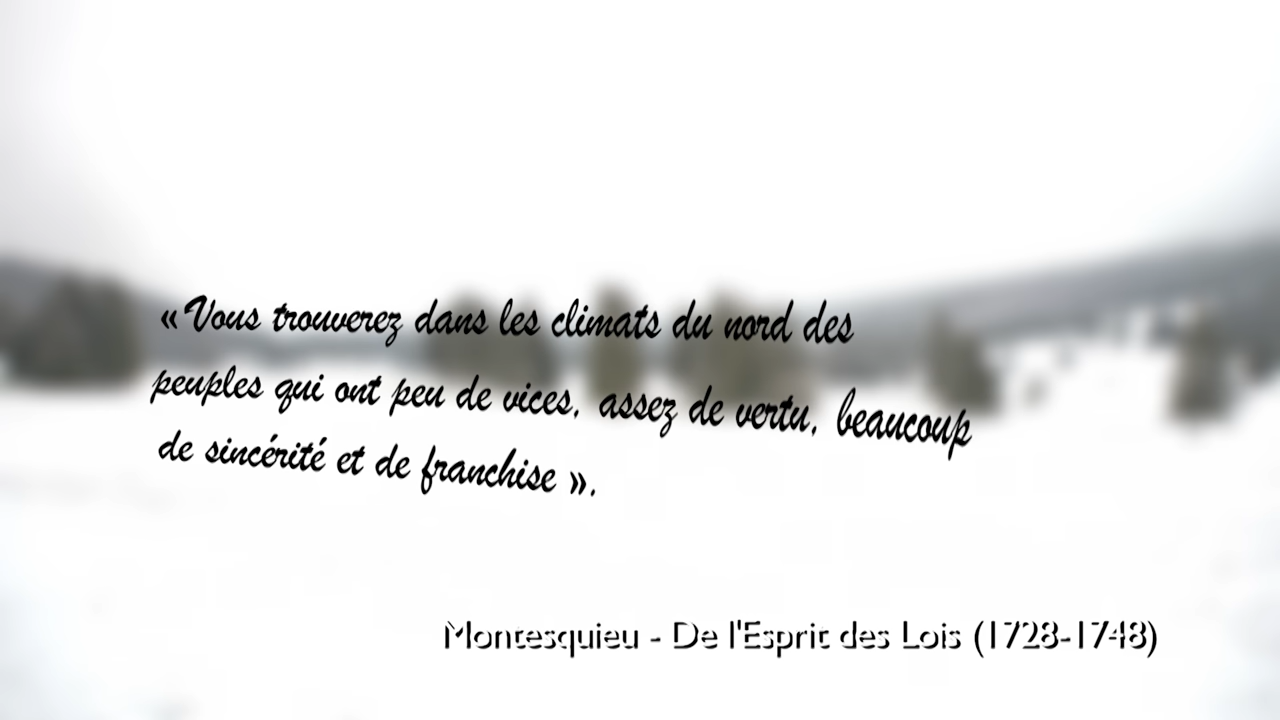 « Vous trouverez dans les climats du nord des
peuples qui ont peu de vices, assez de vertu, beaucoup
de sincérité et de franchise ».
Montesquieu - De l'Esprit des Lois (1728-1748)